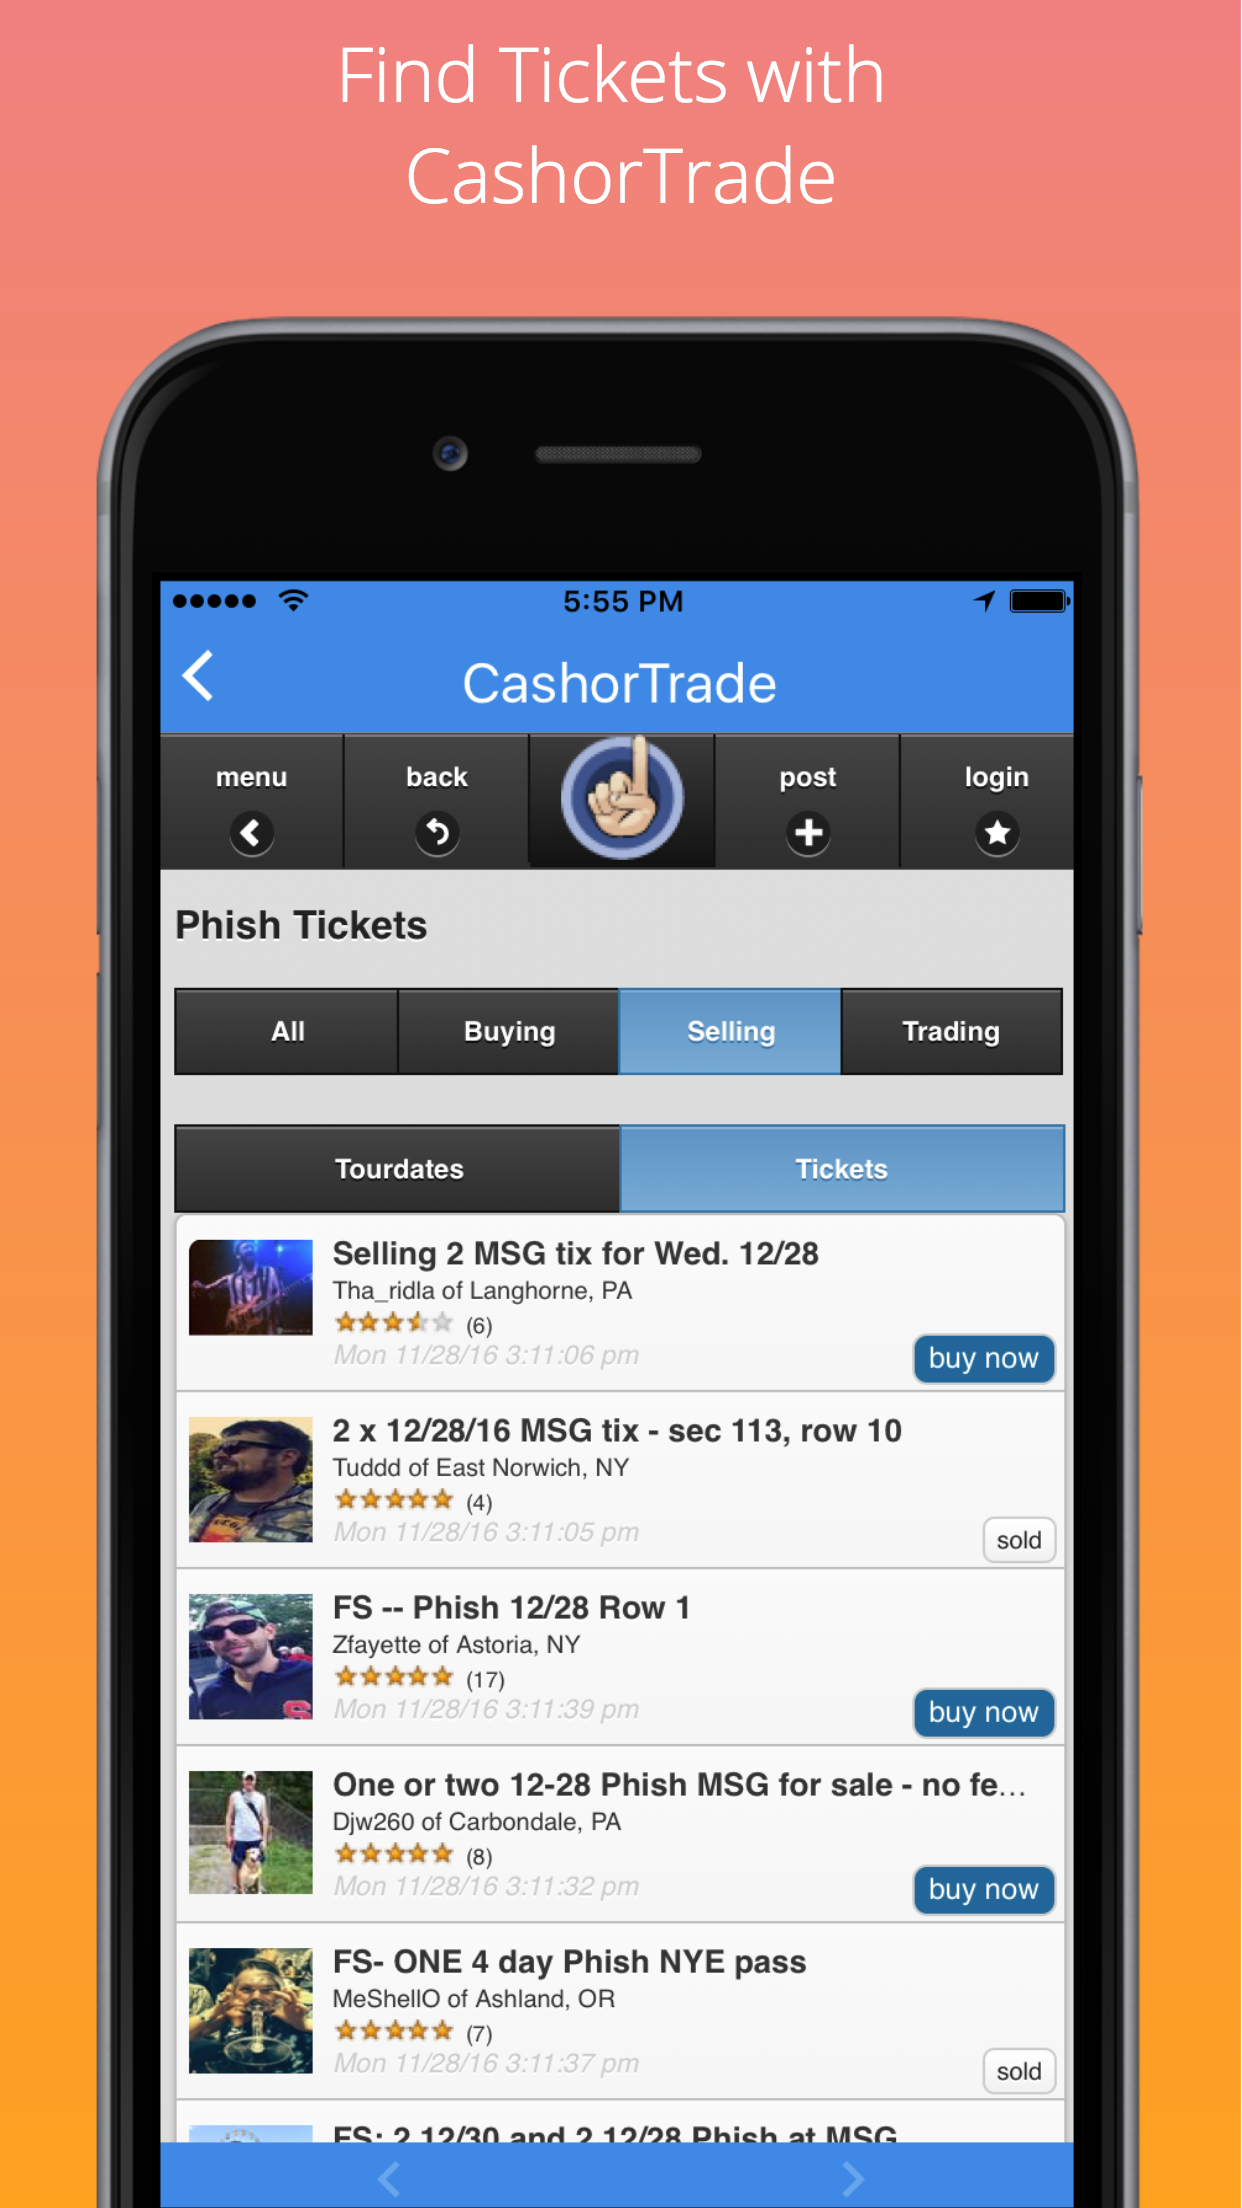 Find Tickets with
CashorTrade
5:55 PM
CashorTrade
menu
back
post
login
Phish Tickets
All
Buying
Selling
Trading
Tourdates
Tickets
Selling 2 MSG tix for Wed. 12/28
Tha_ridla of Langhorne, PA
(6)
Mon 11/28/16 3:11:06 pm
buy now
2 x 12/28/16 MSG tix - sec 113, row 10
Tuddd of East Norwich, NY
(4)
Mon 11/28/16 3:11:05 pm
sold
FS -- Phish 12/28 Row 1
Zfayette of Astoria, NY
(17)
Mon 11/28/16 3:11:39 pm
buy now
One or two 12-28 Phish MSG for sale - no fe...
Djw260 of Carbondale, PA
(8)
Mon 11/28/16 3:11:32 pm
buy now
FS- ONE 4 day Phish NYE pass
MeShellO of Ashland, OR
(7)
Mon 11/28/16 3:11:37 pm
sold
FS: 2 12/30 and 2 12/28 Phish at MSG